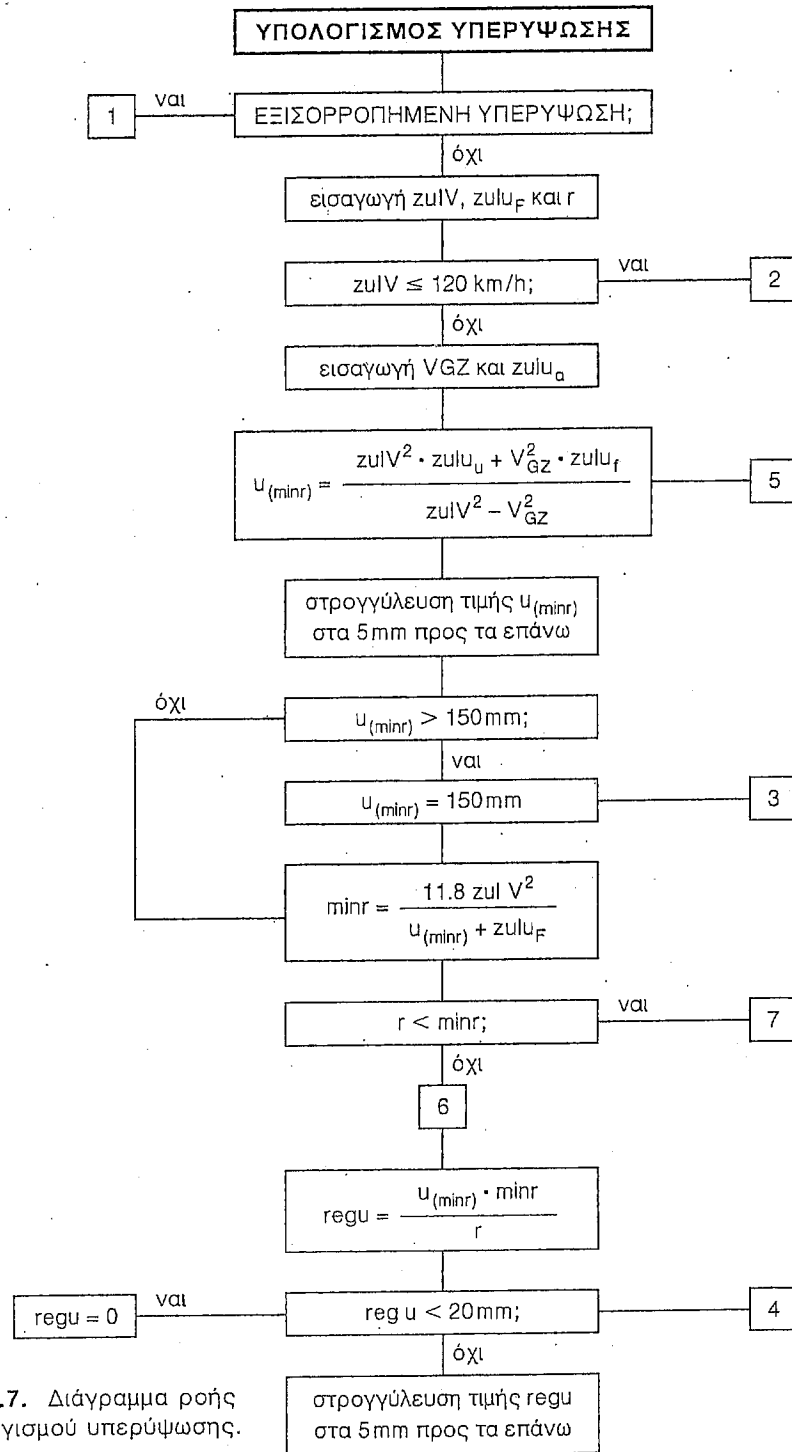 ΥΠΟΛΟΓΙΣΜΟΣ ΥΠΕΡΥΨΩΣΗΣ
1
ναι
ΕΞΙΣΟΡΡΟΠΗΜΕΝΗ ΥΠΕΡΥΨΩΣΗ;
όχι
εισαγωγή zulV, zulu_F και r
zulV ≤ 120 km/h;
ναι
2
όχι
εισαγωγή VGZ και zulu_α
u_(minr) = (zulV² · zulu_u + V²_GZ · zulu_f) / (zulV² – V²_GZ)
5
στρογγύλευση τιμής u_(minr)
στα 5mm προς τα επάνω
όχι
u_(minr) > 150mm;
ναι
u_(minr) = 150mm
3
minr = 11.8 zul V² / (u_(minr) + zulu_F)
r < minr;
ναι
7
όχι
6
regu = u_(minr) · minr / r
regu = 0
ναι
reg u < 20mm;
4
όχι
.7. Διάγραμμα ροής
γισμού υπερύψωσης.
στρογγύλευση τιμής regu
στα 5mm προς τα επάνω